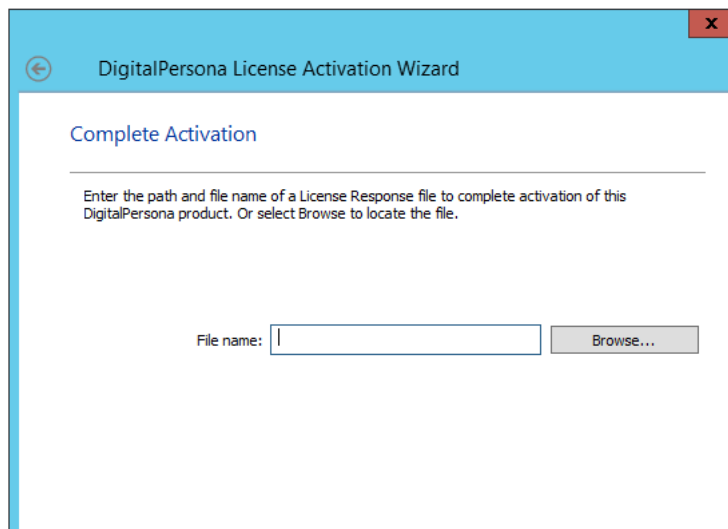 x
DigitalPersona License Activation Wizard
Complete Activation
Enter the path and file name of a License Response file to complete activation of this
DigitalPersona product. Or select Browse to locate the file.
File name:
Browse...